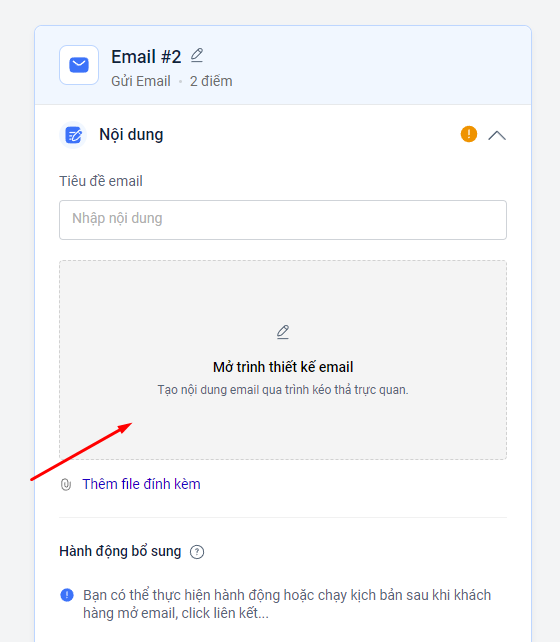 Email #2
Gửi Email • 2 điểm
Nội dung
Tiêu đề email
Nhập nội dung
Mở trình thiết kế email
Tạo nội dung email qua trình kéo thả trực quan.
Thêm file đính kèm
Hành động bổ sung
Bạn có thể thực hiện hành động hoặc chạy kịch bản sau khi khách
hàng mở email, click liên kết...